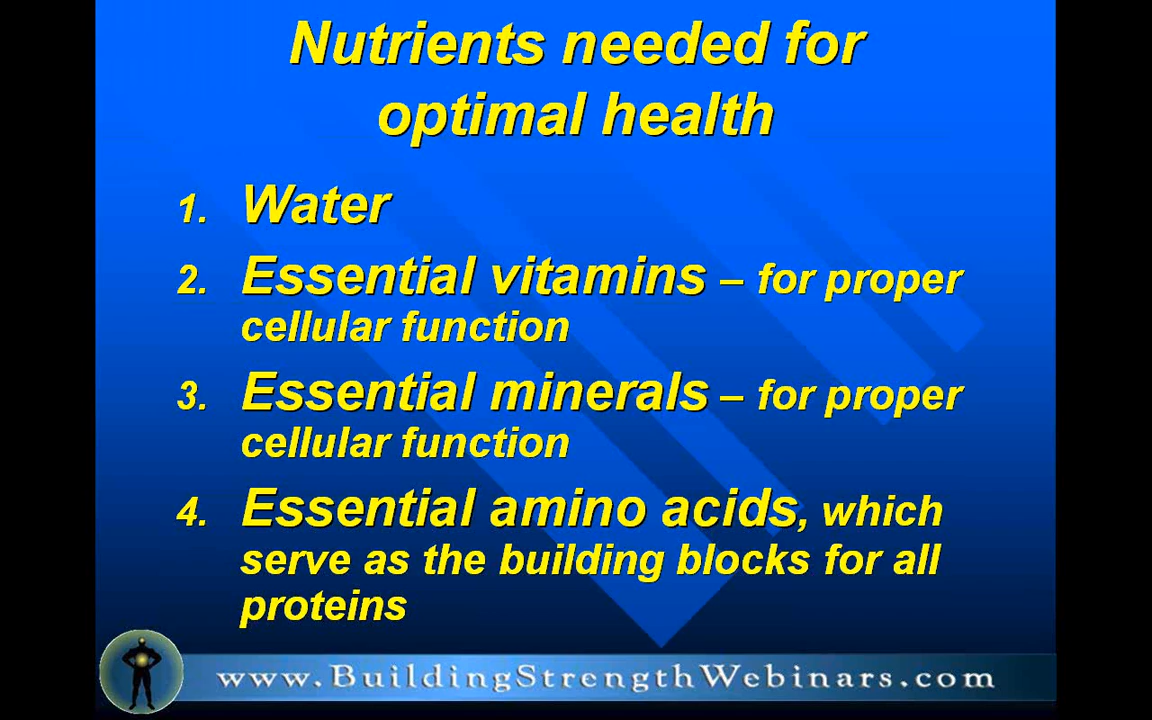 Nutrients needed for
optimal health
1. Water
2. Essential vitamins – for proper
cellular function
3. Essential minerals – for proper
cellular function
4. Essential amino acids, which
serve as the building blocks for all
proteins
www.BuildingStrengthWebinars.com